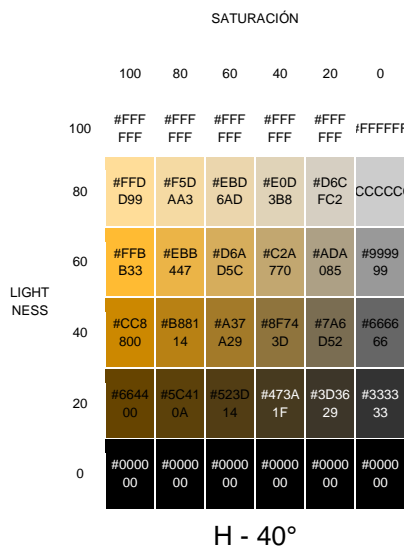 SATURACIÓN
100 80 60 40 20 0
100 #FFF #FFF #FFF #FFF #FFF #FFFFFF
FFF FFF FFF FFF FFF
80 #FFD #F5D #EBD #E0D #D6C CCCCCC
D99 AA3 6AD 3B8 FC2
60 #FFB #EBB #D6A #C2A #ADA #9999
B33 447 D5C 770 085 99
LIGHT
NESS
40 #CC8 #B881 #A37 #8F74 #7A6 #6666
800 14 A29 3D D52 66
20 #6644 #5C41 #523D #473A #3D36 #3333
00 0A 14 1F 29 33
0 #0000 #0000 #0000 #0000 #0000 #0000
00 00 00 00 00 00
H - 40°